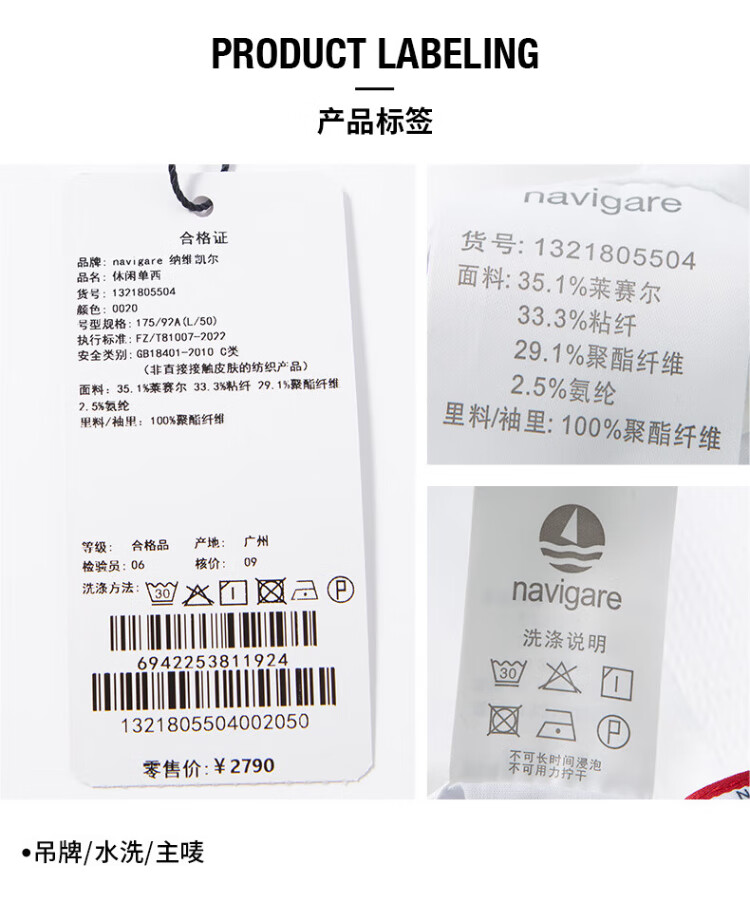 PRODUCT LABELING
产品标签
合格证
品牌: navigare 纳维凯尔
品名: 休闲单西
货号: 1321805504
颜色: 0020
号型规格: 175/92A(L/50)
执行标准: FZ/T81007-2022
安全类别: GB18401-2010 C类
(非直接接触皮肤的纺织产品)
面料: 35.1%莱赛尔 33.3%粘纤 29.1%聚酯纤维
2.5%氨纶
里料/袖里: 100%聚酯纤维
等级: 合格品 产地: 广州
检验员: 06 核价: 09
洗涤方法: 30 P
6942253811924
1321805504002050
零售价: ¥2790
navigare
货号: 1321805504
面料: 35.1%莱赛尔
33.3%粘纤
29.1%聚酯纤维
2.5%氨纶
里料/袖里: 100%聚酯纤维
navigare
洗涤说明
30
P
不可长时间浸泡
不可用力拧干
•吊牌/水洗/主唛